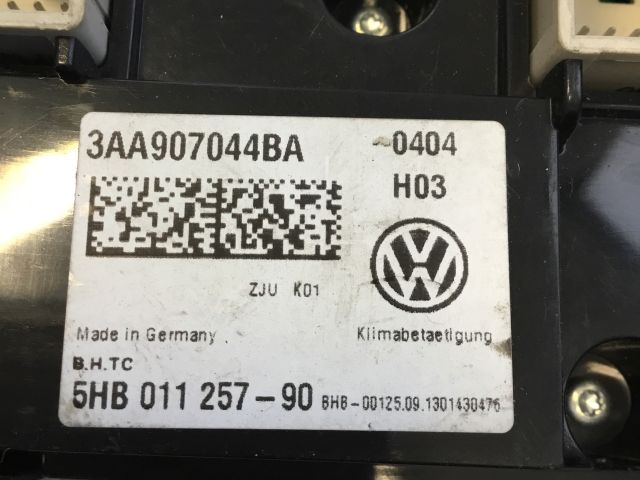 3AA907044BA 0404
H03
ZJU K01
Made in Germany Klimabetaetigung
B.H.TC
5HB 011 257-90 BHB-00125.09.1301430476